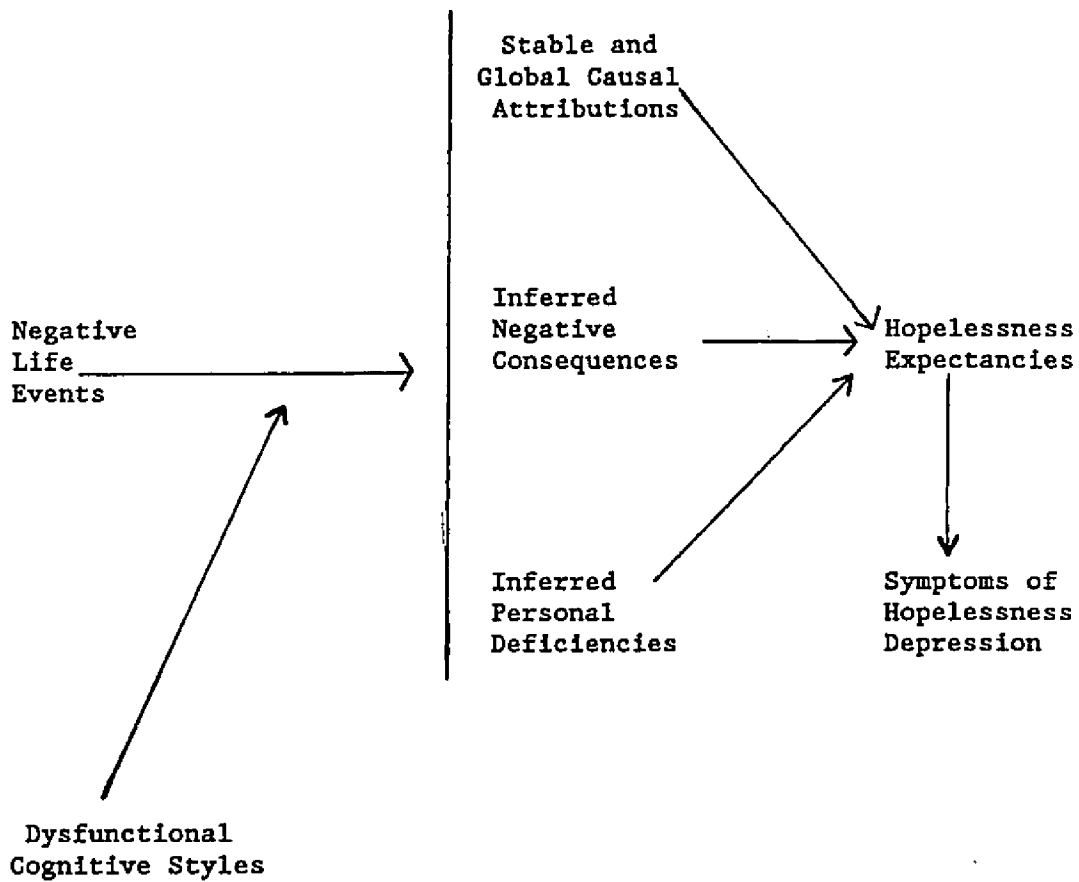 Stable and
Global Causal
Attributions
Inferred
Negative
Consequences
Negative
Life
Events
Hopelessness
Expectancies
Inferred
Personal
Deficiencies
Symptoms of
Hopelessness
Depression
Dysfunctional
Cognitive Styles